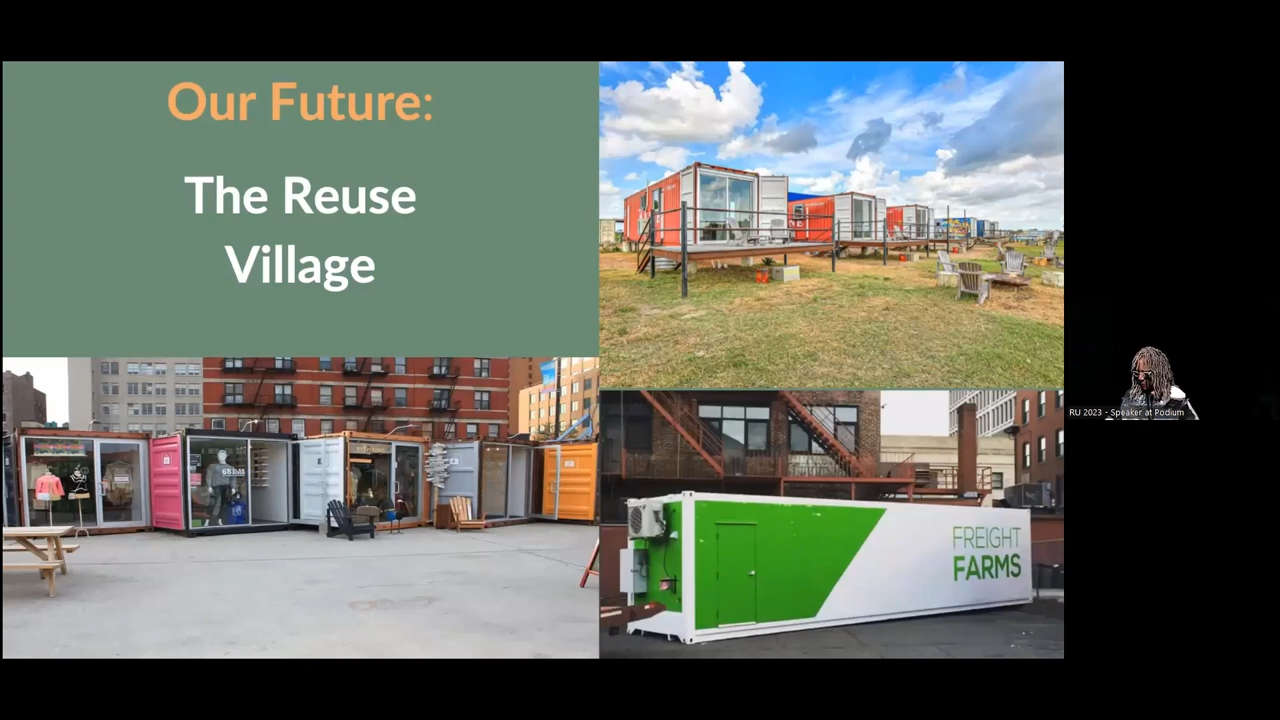 Our Future:
The Reuse
Village
FREIGHT
FARMS
RU 2023 - Speaker at Podium